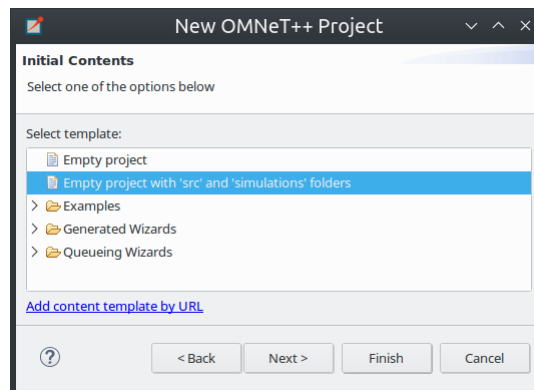 New OMNeT++ Project
Initial Contents
Select one of the options below
Select template:
Empty project
Empty project with 'src' and 'simulations' folders
Examples
Generated Wizards
Queueing Wizards
Add content template by URL
? < Back Next > Finish Cancel